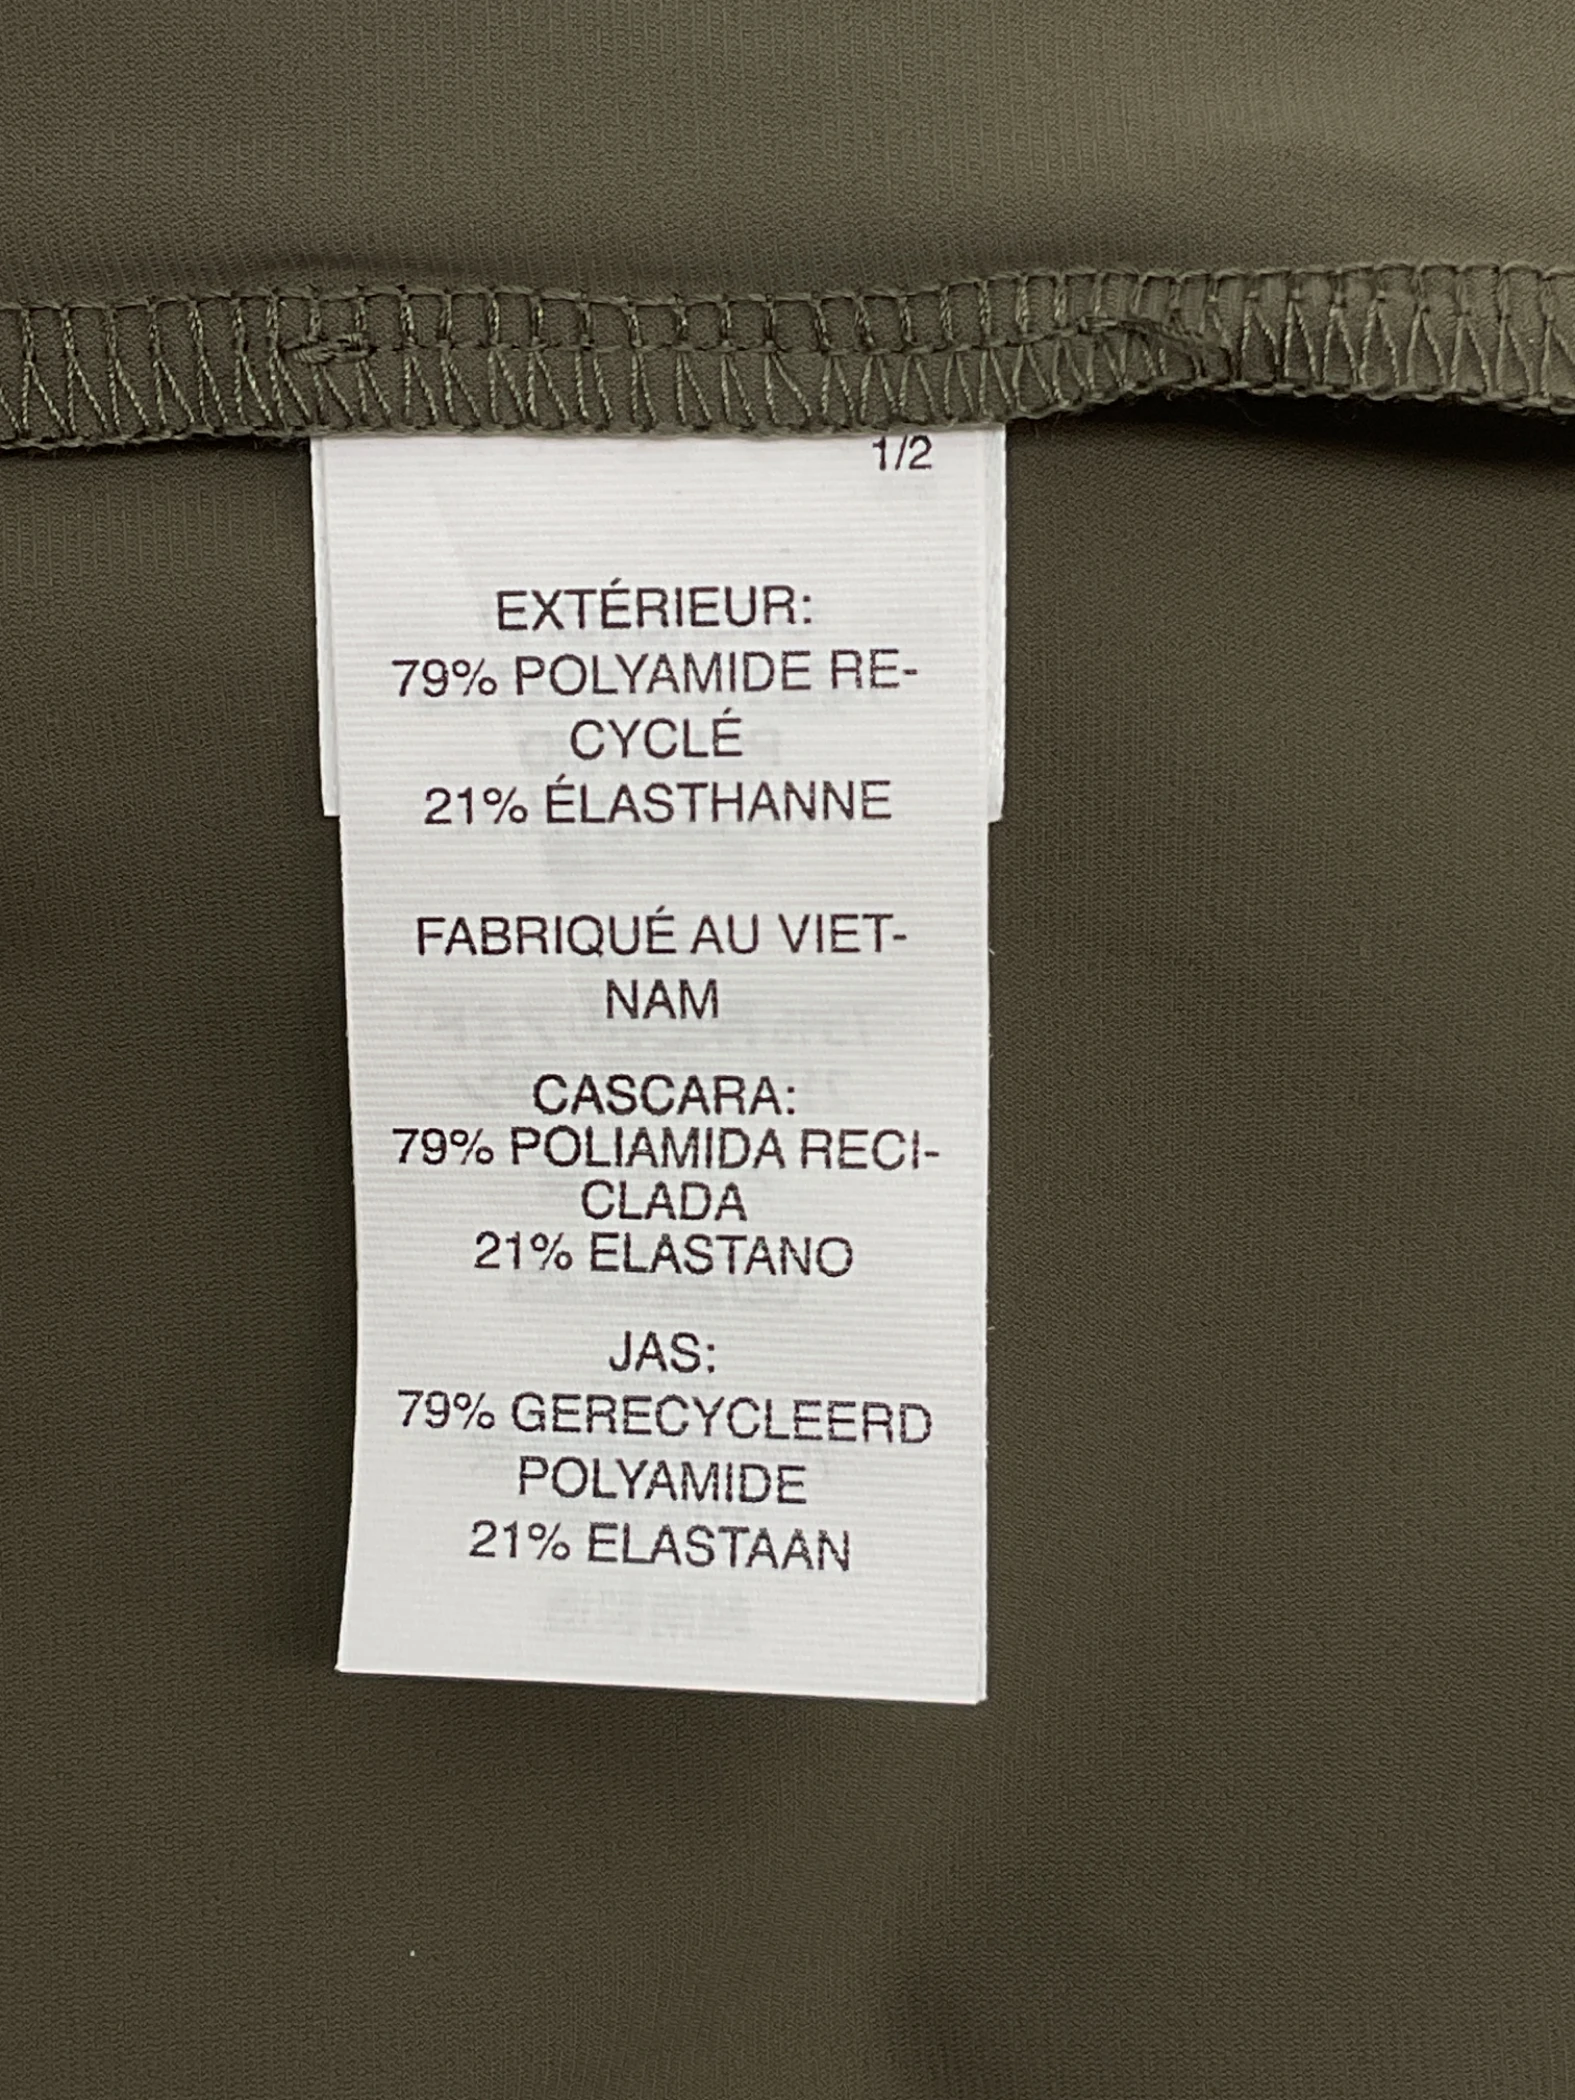 1/2
EXTÉRIEUR:
79% POLYAMIDE RE-
CYCLÉ
21% ÉLASTHANNE
FABRIQUÉ AU VIET-
NAM
CASCARA:
79% POLIAMIDA RECI-
CLADA
21% ELASTANO
JAS:
79% GERECYCLEERD
POLYAMIDE
21% ELASTAAN